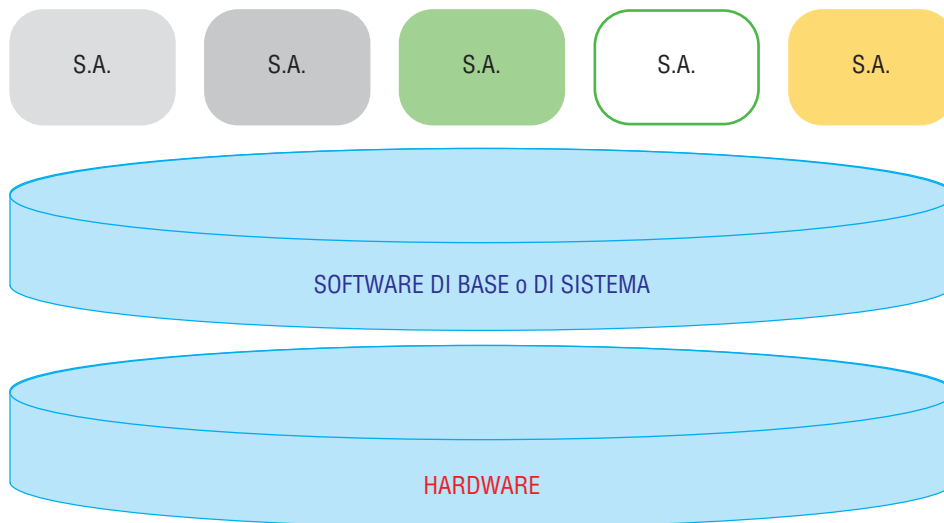 S.A. S.A. S.A. S.A. S.A.
SOFTWARE DI BASE o DI SISTEMA
HARDWARE